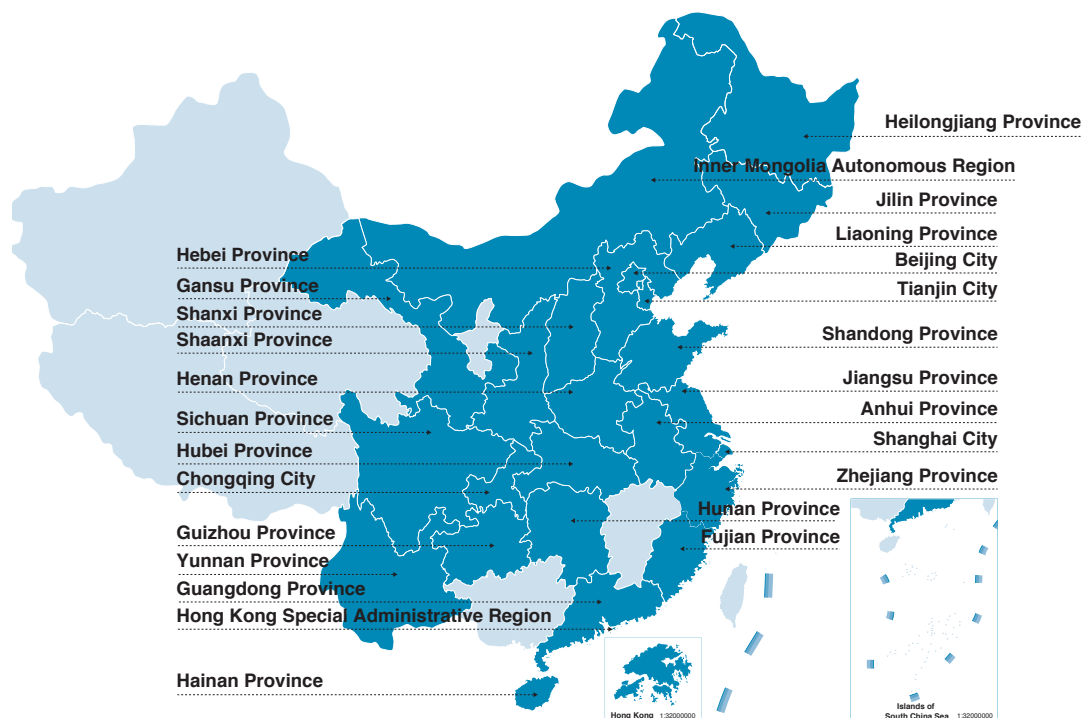 Heilongjiang Province
Inner Mongolia Autonomous Region
Jilin Province
Liaoning Province
Hebei Province
Beijing City
Gansu Province
Tianjin City
Shanxi Province
Shaanxi Province
Shandong Province
Henan Province
Jiangsu Province
Sichuan Province
Anhui Province
Hubei Province
Shanghai City
Chongqing City
Zhejiang Province
Hunan Province
Guizhou Province
Fujian Province
Yunnan Province
Guangdong Province
Hong Kong Special Administrative Region
Hainan Province
Hong Kong 1:32000000
Islands of
South China Sea 1:32000000